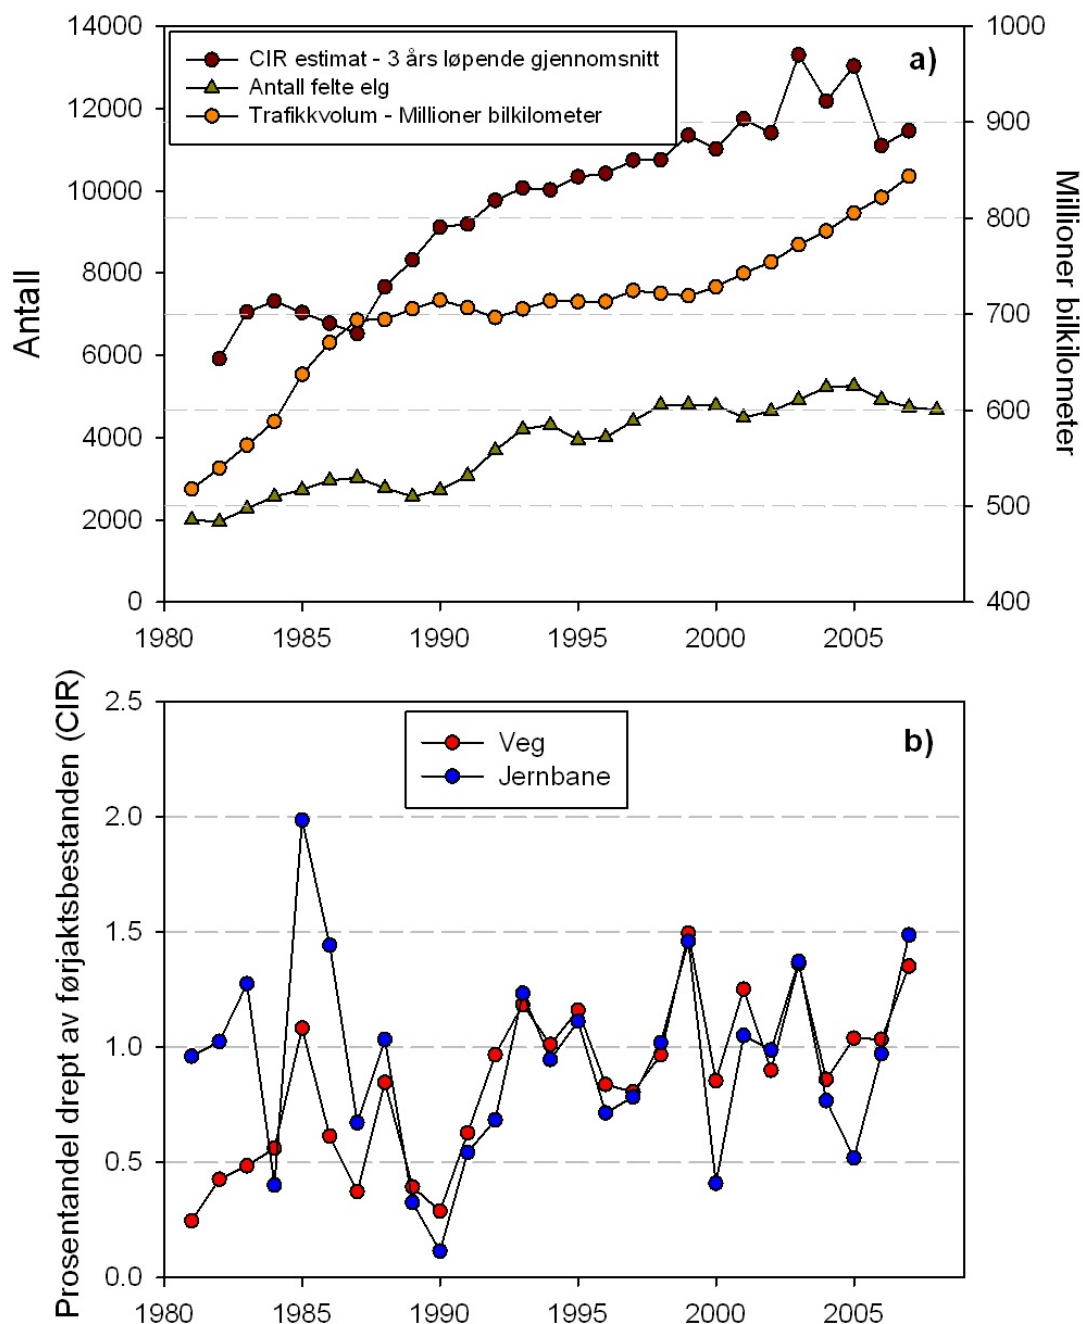 14000
12000
10000
8000
6000
4000
2000
0
Antall
CIR estimat - 3 års løpende gjennomsnitt
Antall felte elg
Trafikkvolum - Millioner bilkilometer
a)
1000
900
800
700
600
500
400
Millioner bilkilometer
1980 1985 1990 1995 2000 2005
Prosentandel drept av førjaktsbestanden (CIR)
2.5
2.0
1.5
1.0
0.5
0.0
Veg
Jernbane
b)
1980 1985 1990 1995 2000 2005